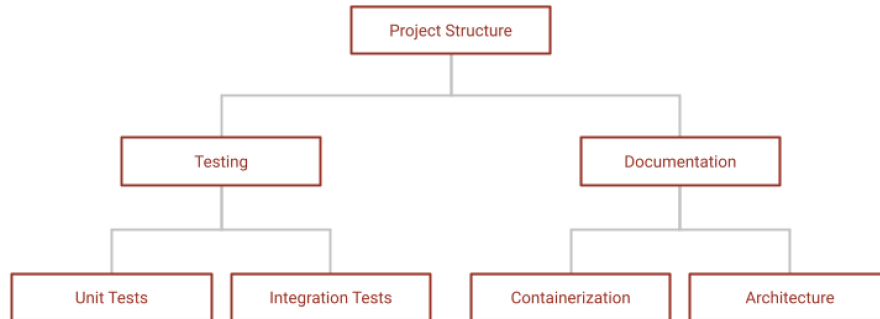 Project Structure
Testing
Documentation
Unit Tests
Integration Tests
Containerization
Architecture